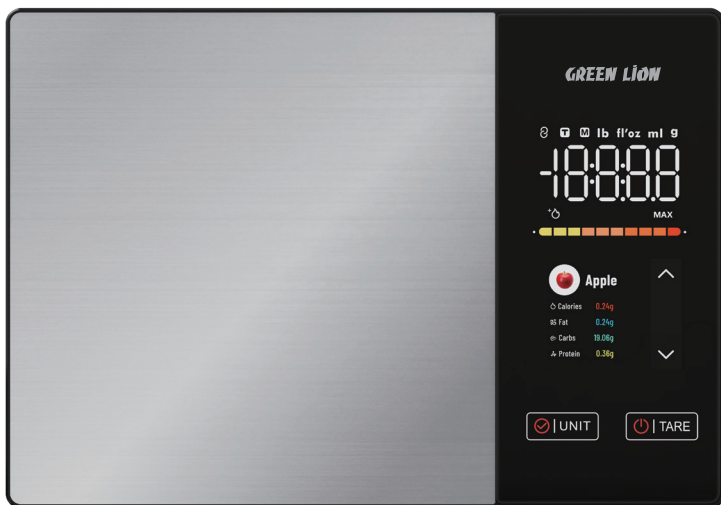 GREEN LION
T M lb fl'oz ml g
-18:8:8.8
MAX
Apple
Calories 0.24g
Fat 0.24g
Carbs 19.06g
Protein 0.36g
UNIT
TARE